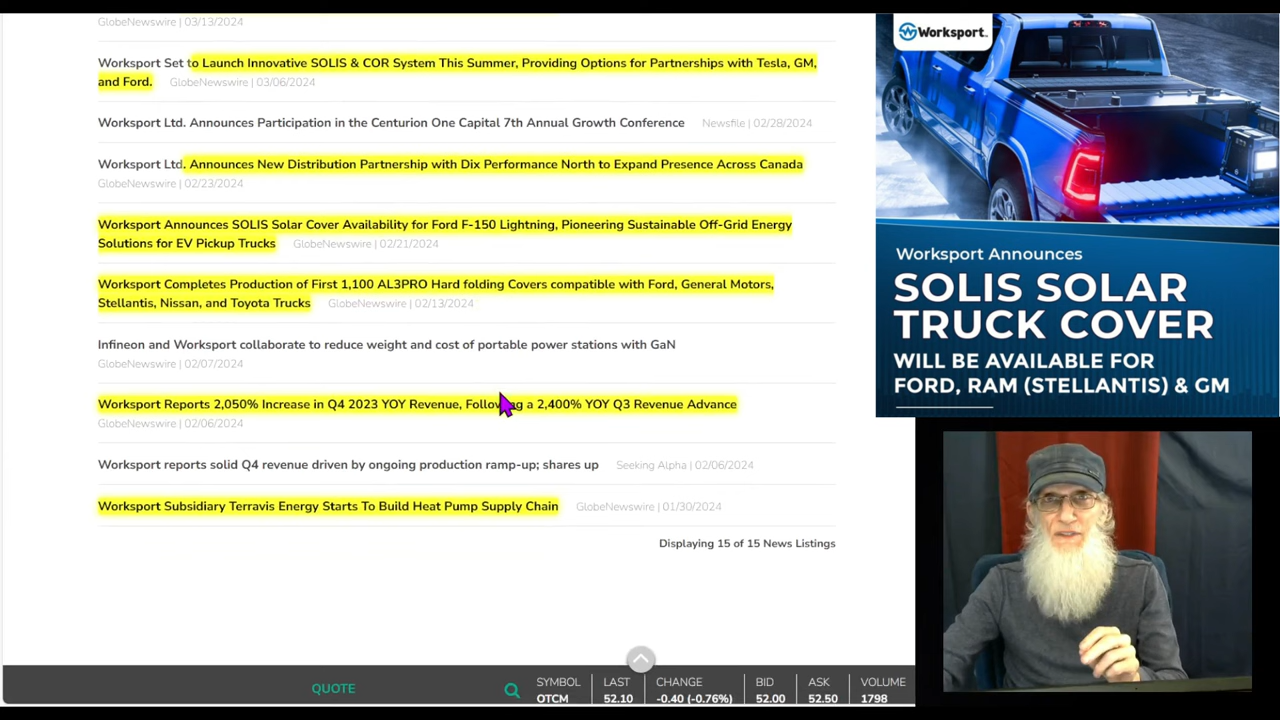 GlobeNewswire | 03/13/2024
Worksport Set to Launch Innovative SOLIS & COR System This Summer, Providing Options for Partnerships with Tesla, GM,
and Ford. GlobeNewswire | 03/06/2024
Worksport Ltd. Announces Participation in the Centurion One Capital 7th Annual Growth Conference Newsfile | 02/28/2024
Worksport Ltd. Announces New Distribution Partnership with Dix Performance North to Expand Presence Across Canada
GlobeNewswire | 02/23/2024
Worksport Announces SOLIS Solar Cover Availability for Ford F-150 Lightning, Pioneering Sustainable Off-Grid Energy
Solutions for EV Pickup Trucks GlobeNewswire | 02/21/2024
Worksport Completes Production of First 1,100 AL3PRO Hard folding Covers compatible with Ford, General Motors,
Stellantis, Nissan, and Toyota Trucks GlobeNewswire | 02/13/2024
Infineon and Worksport collaborate to reduce weight and cost of portable power stations with GaN
GlobeNewswire | 02/07/2024
Worksport Reports 2,050% Increase in Q4 2023 YOY Revenue, Following a 2,400% YOY Q3 Revenue Advance
GlobeNewswire | 02/06/2024
Worksport reports solid Q4 revenue driven by ongoing production ramp-up; shares up Seeking Alpha | 02/06/2024
Worksport Subsidiary Terravis Energy Starts To Build Heat Pump Supply Chain GlobeNewswire | 01/30/2024
Displaying 15 of 15 News Listings
QUOTE
SYMBOL LAST CHANGE BID ASK VOLUME
OTCM 52.10 -0.40 (-0.76%) 52.00 52.50 1798
Worksport
Worksport Announces
SOLIS SOLAR
TRUCK COVER
WILL BE AVAILABLE FOR
FORD, RAM (STELLANTIS) & GM